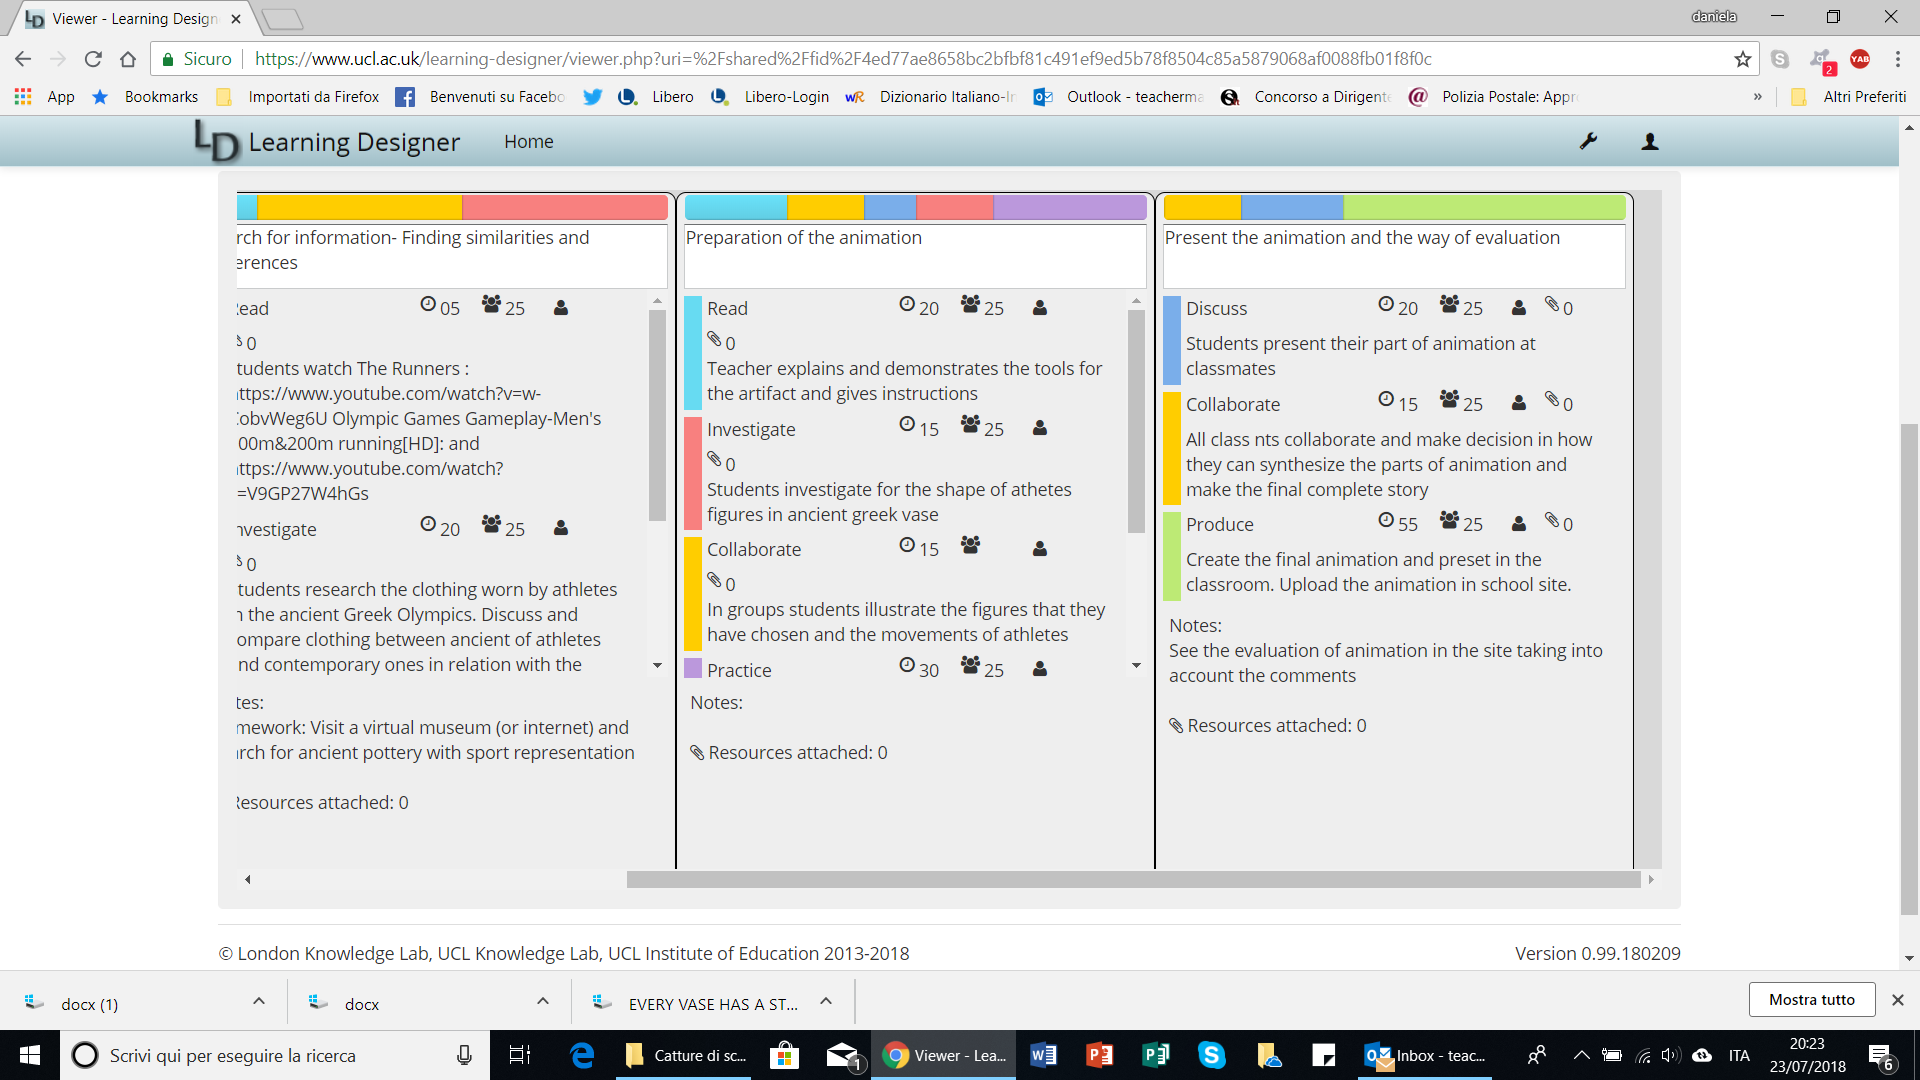 Viewer - Learning Design
daniela
Sicuro
https://www.ucl.ac.uk/learning-designer/viewer.php?uri=%2Fshared%2Ffid%2F4ed77ae8658bc2bfbf81c491ef9ed5b78f8504c85a5879068af0088fb01f8f0c
2
YAB
App
Bookmarks
Importati da Firefox
Benvenuti su Facebo
Libero
Libero-Login
Dizionario Italiano-I
Outlook - teacherma
Concorso a Dirigent
Polizia Postale: Appr
»
Altri Preferiti
LD Learning Designer
Home
rch for information- Finding similarities and
erences
ead 05 25
0
tudents watch The Runners :
ttps://www.youtube.com/watch?v=w-
obvWeg6U Olympic Games Gameplay-Men's
00m&200m running[HD]: and
ttps://www.youtube.com/watch?
=V9GP27W4hGs
nvestigate 20 25
0
tudents research the clothing worn by athletes
n the ancient Greek Olympics. Discuss and
ompare clothing between ancient of athletes
nd contemporary ones in relation with the
tes:
mework: Visit a virtual museum (or internet) and
rch for ancient pottery with sport representation
Resources attached: 0
Preparation of the animation
Read 20 25
0
Teacher explains and demonstrates the tools for
the artifact and gives instructions
Investigate 15 25
0
Students investigate for the shape of athetes
figures in ancient greek vase
Collaborate 15
0
In groups students illustrate the figures that they
have chosen and the movements of athletes
Practice 30 25
Notes:
Resources attached: 0
Present the animation and the way of evaluation
Discuss 20 25 0
Students present their part of animation at
classmates
Collaborate 15 25 0
All class nts collaborate and make decision in how
they can synthesize the parts of animation and
make the final complete story
Produce 55 25 0
Create the final animation and preset in the
classroom. Upload the animation in school site.
Notes:
See the evaluation of animation in the site taking into
account the comments
Resources attached: 0
© London Knowledge Lab, UCL Knowledge Lab, UCL Institute of Education 2013-2018
Version 0.99.180209
docx (1)
docx
EVERY VASE HAS A ST...
Mostra tutto
Scrivi qui per eseguire la ricerca
Catture di sc...
1
Viewer - Lea...
Inbox - teac...
ITA
20:23
23/07/2018
6